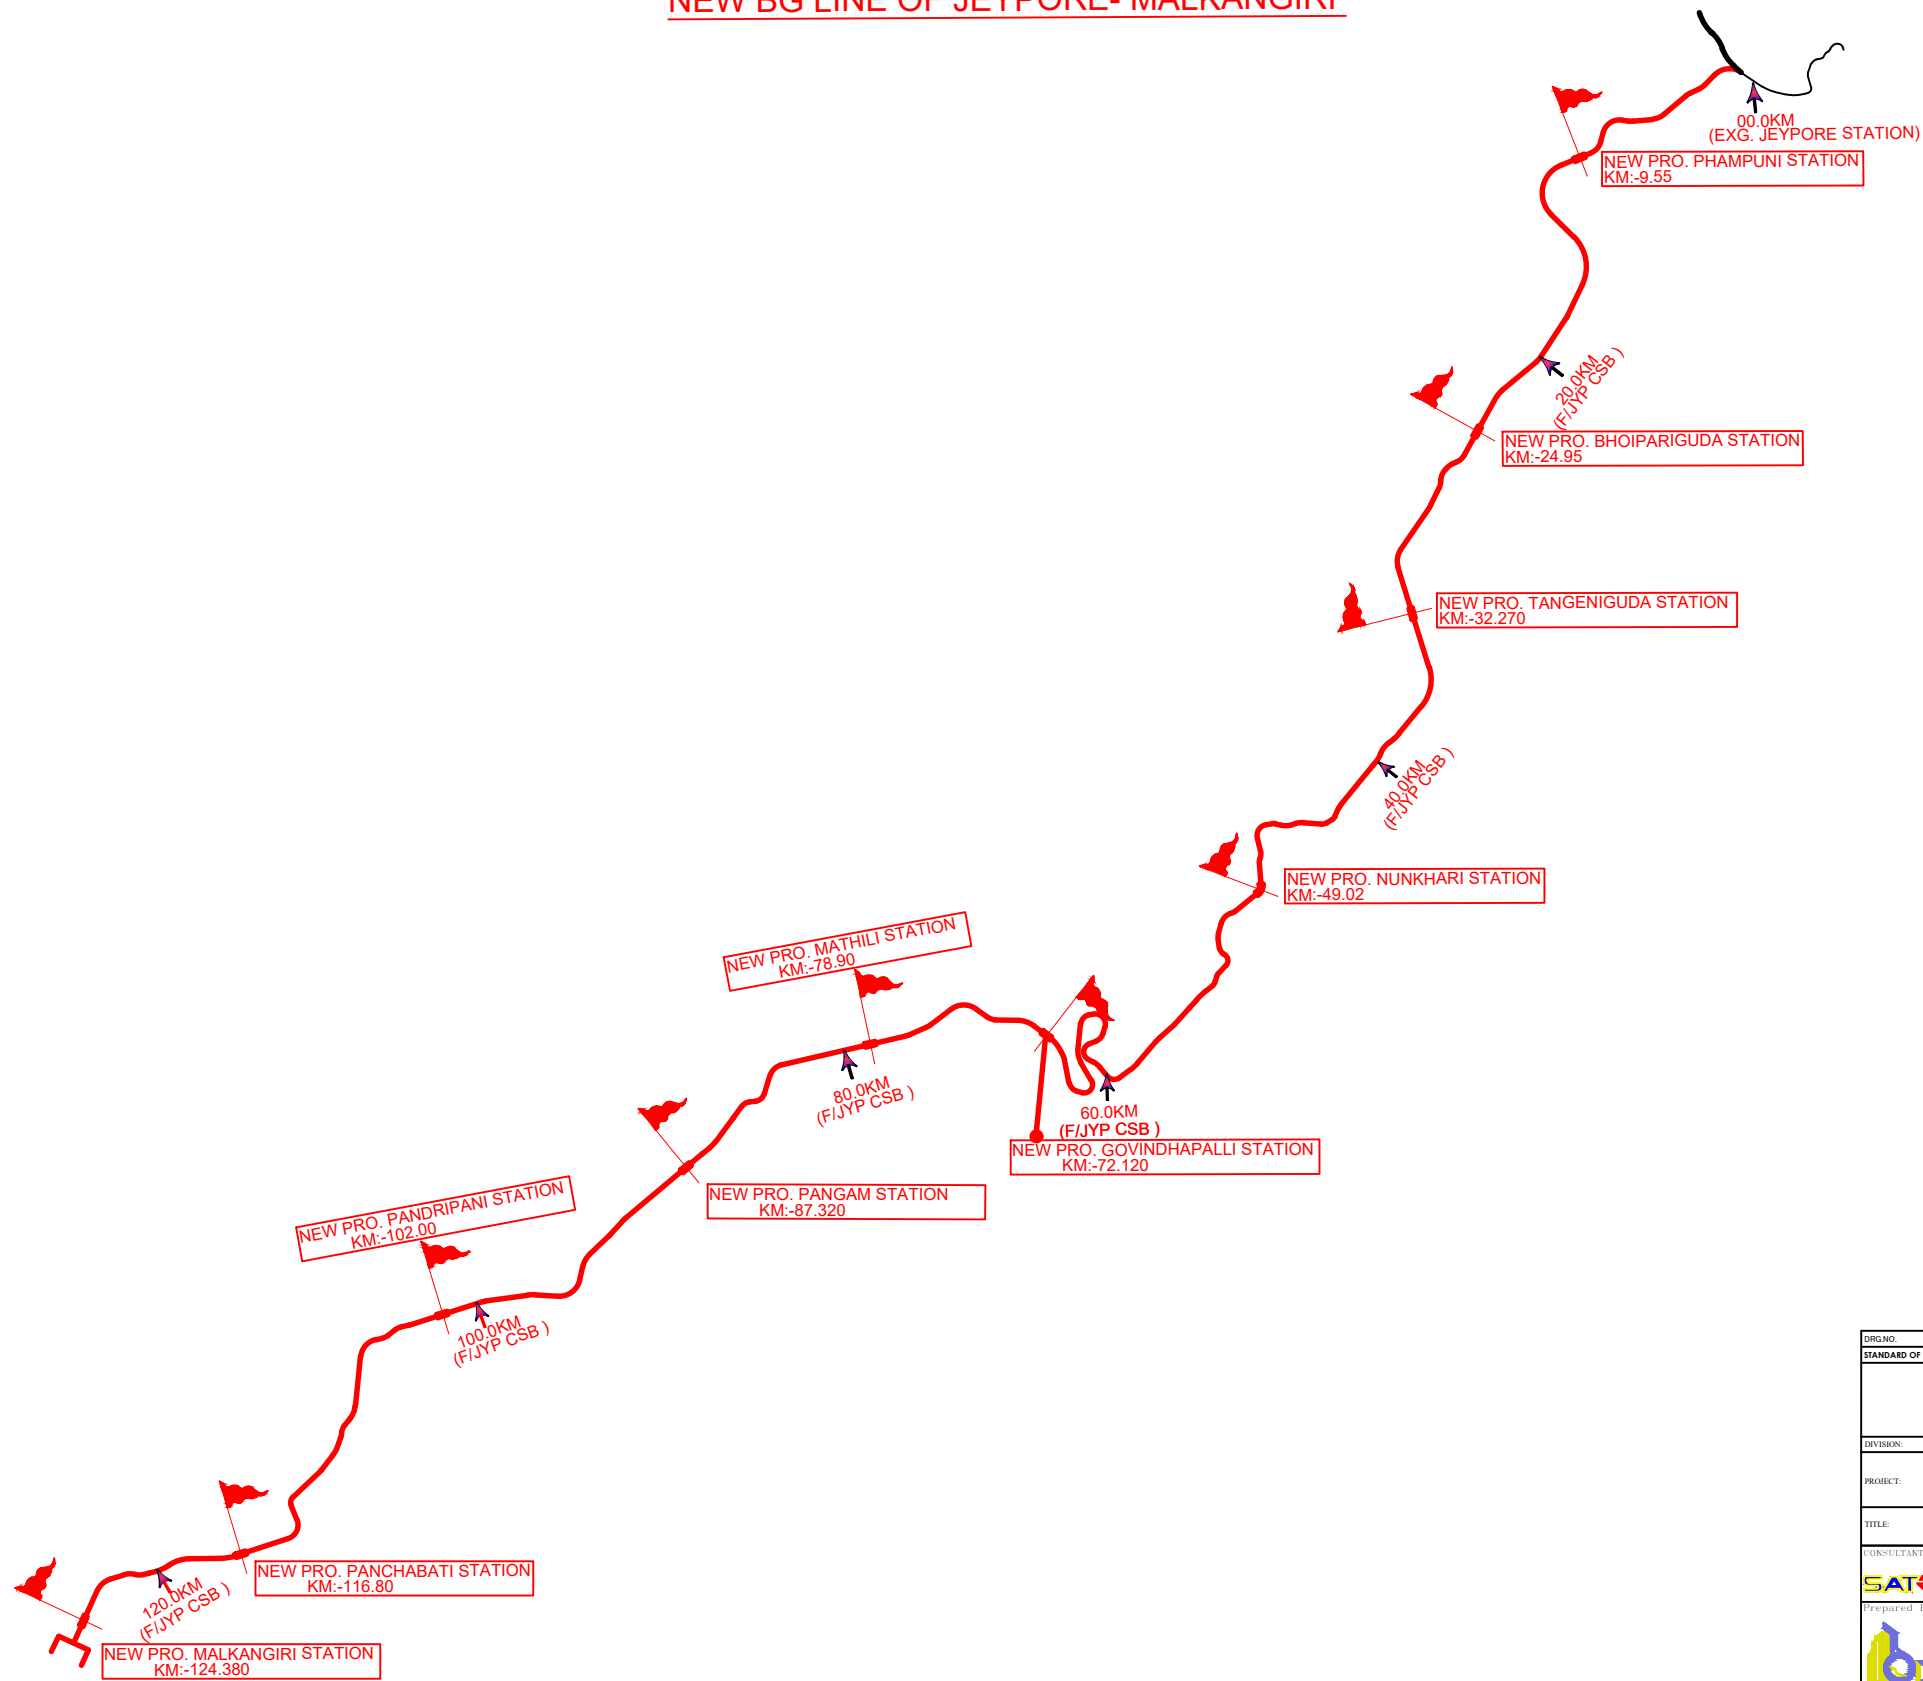 NEW BG LINE OF JEYPORE- MALKANGIRI
00.0KM
(EXG. JEYPORE STATION)
NEW PRO. PHAMPUNI STATION
KM:-9.55
20.0KM
(F/JYP CSB )
NEW PRO. BHOIPARIGUDA STATION
KM:-24.95
NEW PRO. TANGENIGUDA STATION
KM:-32.270
40.0KM
(F/JYP CSB )
NEW PRO. NUNKHARI STATION
KM:-49.02
NEW PRO. MATHILI STATION
KM:-78.90
80.0KM
(F/JYP CSB )
60.0KM
(F/JYP CSB )
NEW PRO. GOVINDHAPALLI STATION
KM:-72.120
NEW PRO. PANGAM STATION
KM:-87.320
NEW PRO. PANDRIPANI STATION
KM:-102.00
100.0KM
(F/JYP CSB )
NEW PRO. PANCHABATI STATION
KM:-116.80
120.0KM
(F/JYP CSB )
NEW PRO. MALKANGIRI STATION
KM:-124.380
DRG.NO.
STANDARD OF
DIVISION:
PROJECT:
TITLE:
CONSULTANT
SAT
Prepared